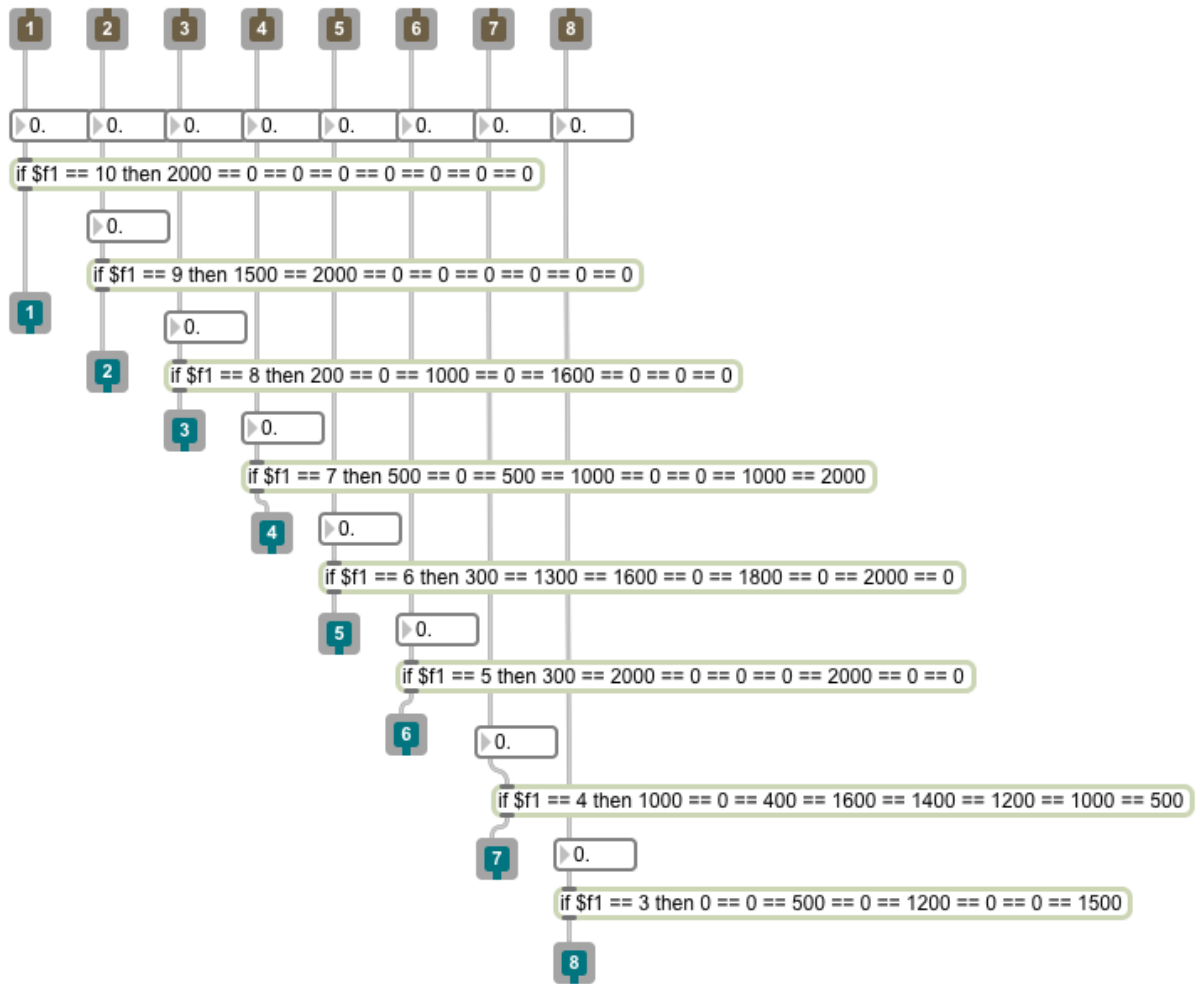 1 2 3 4 5 6 7 8
0. 0. 0. 0. 0. 0. 0. 0.
if $f1 == 10 then 2000 == 0 == 0 == 0 == 0 == 0 == 0 == 0
0.
if $f1 == 9 then 1500 == 2000 == 0 == 0 == 0 == 0 == 0 == 0
1
0.
2
if $f1 == 8 then 200 == 0 == 1000 == 0 == 1600 == 0 == 0 == 0
3
0.
if $f1 == 7 then 500 == 0 == 500 == 1000 == 0 == 0 == 1000 == 2000
4
0.
if $f1 == 6 then 300 == 1300 == 1600 == 0 == 1800 == 0 == 2000 == 0
5
0.
if $f1 == 5 then 300 == 2000 == 0 == 0 == 0 == 2000 == 0 == 0
6
0.
if $f1 == 4 then 1000 == 0 == 400 == 1600 == 1400 == 1200 == 1000 == 500
7
0.
if $f1 == 3 then 0 == 0 == 500 == 0 == 1200 == 0 == 0 == 1500
8